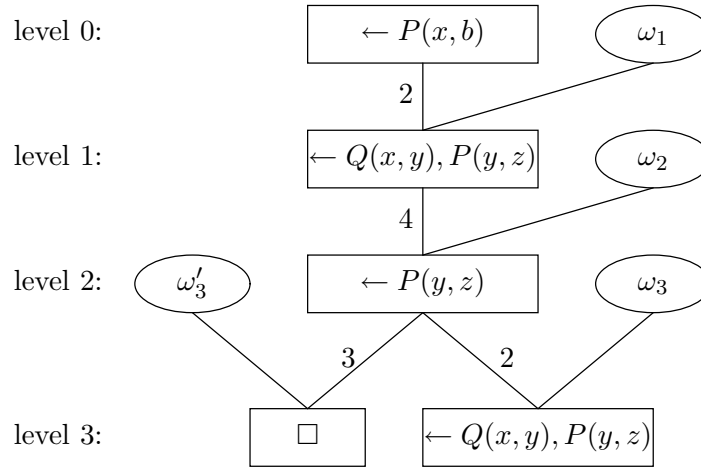 level 0: ← P(x, b) ω₁
2
level 1: ← Q(x, y), P(y, z) ω₂
4
level 2: ω′₃ ← P(y, z) ω₃
3 2
level 3: □ ← Q(x, y), P(y, z)